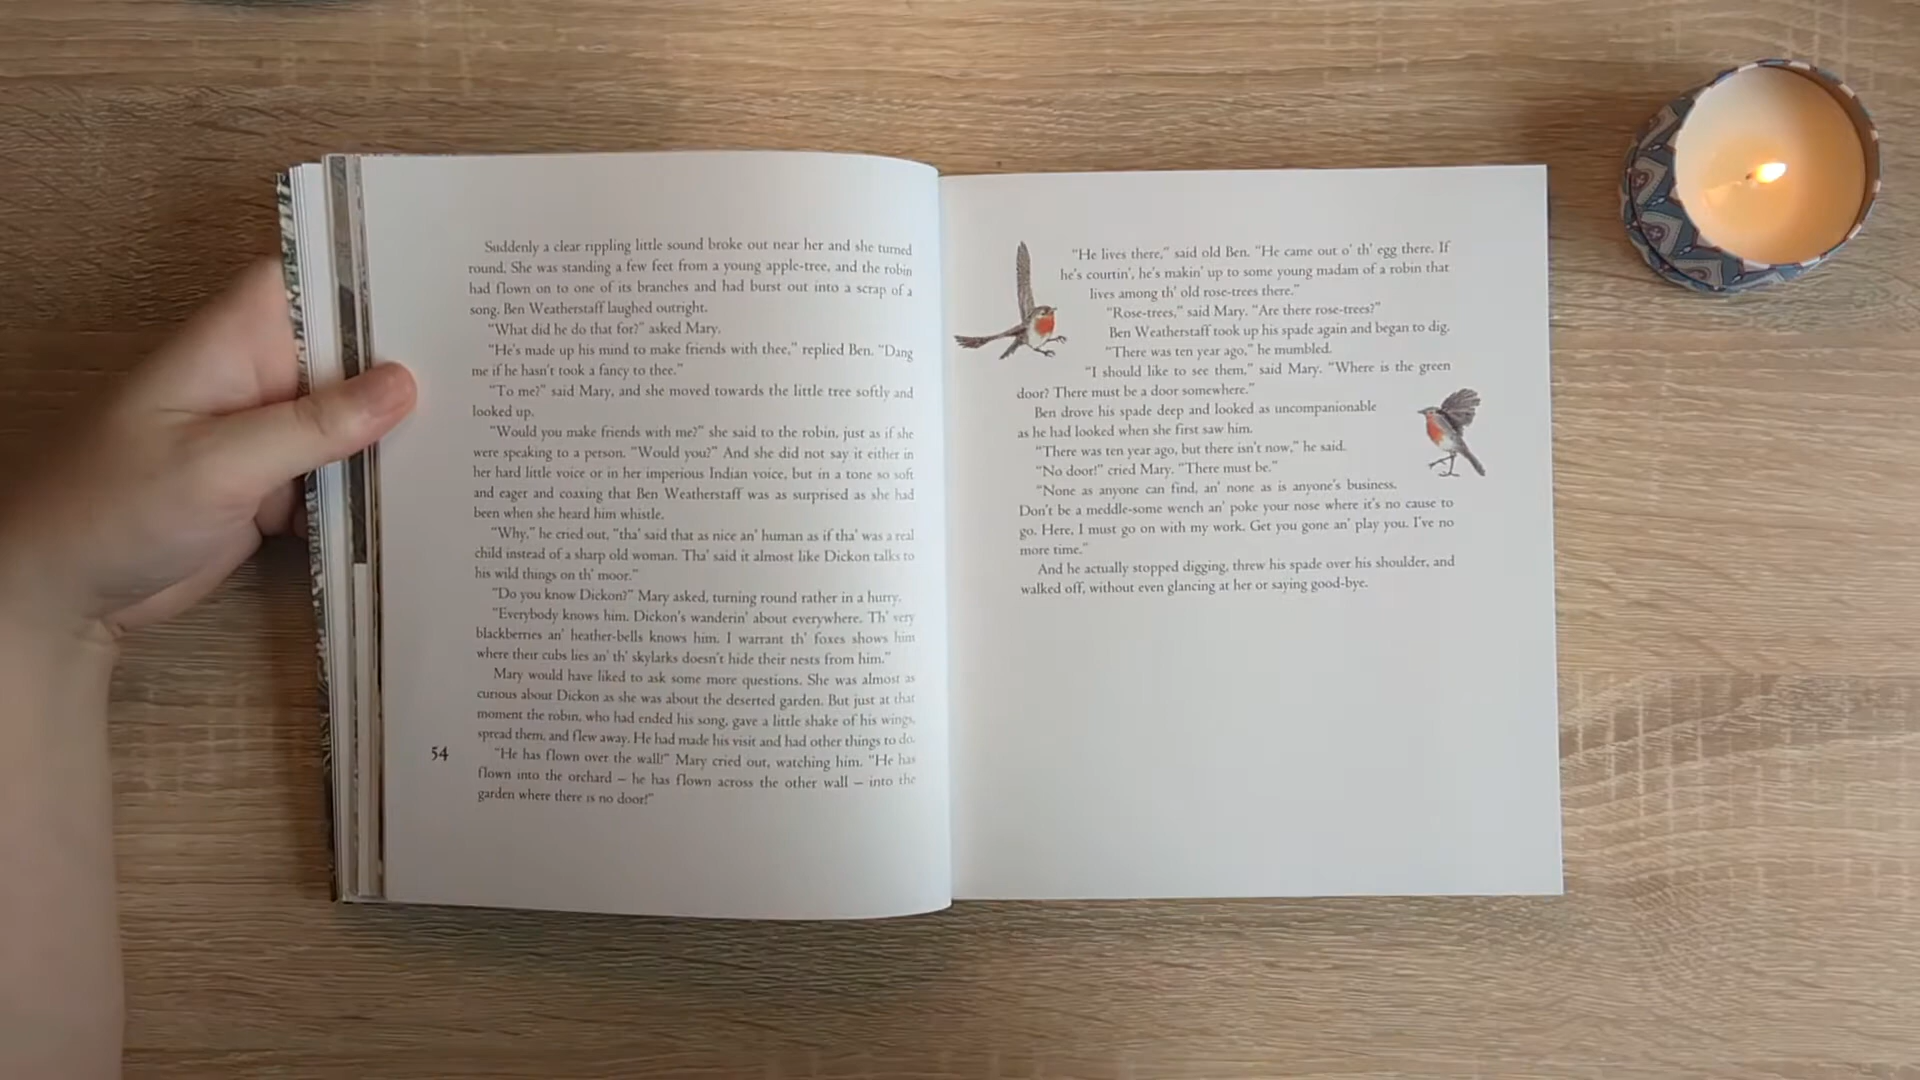 Suddenly a clear rippling little sound broke out near her and she turned
round. She was standing a few feet from a young apple-tree, and the robin
had flown on to one of its branches and had burst out into a scrap of a
song. Ben Weatherstaff laughed outright.
"What did he do that for?" asked Mary.
"He's made up his mind to make friends with thee," replied Ben. "Dang
me if he hasn't took a fancy to thee."
"To me?" said Mary, and she moved towards the little tree softly and
looked up.
"Would you make friends with me?" she said to the robin, just as if she
were speaking to a person. "Would you?" And she did not say it either in
her hard little voice or in her imperious Indian voice, but in a tone so soft
and eager and coaxing that Ben Weatherstaff was as surprised as she had
been when she heard him whistle.
"Why," he cried out, "tha' said that as nice an' human as if tha' was a real
child instead of a sharp old woman. Tha' said it almost like Dickon talks to
his wild things on th' moor."
"Do you know Dickon?" Mary asked, turning round rather in a hurry.
"Everybody knows him. Dickon's wanderin' about everywhere. Th' very
blackberries an' heather-bells knows him. I warrant th' foxes shows him
where their cubs lies an' th' skylarks doesn't hide their nests from him."
Mary would have liked to ask some more questions. She was almost as
curious about Dickon as she was about the deserted garden. But just at that
moment the robin, who had ended his song, gave a little shake of his wings,
spread them, and flew away. He had made his visit and had other things to do.
"He has flown over the wall!" Mary cried out, watching him. "He has
flown into the orchard – he has flown across the other wall – into the
garden where there is no door!"
54
"He lives there," said old Ben. "He came out o' th' egg there. If
he's courtin', he's makin' up to some young madam of a robin that
lives among th' old rose-trees there."
"Rose-trees," said Mary. "Are there rose-trees?"
Ben Weatherstaff took up his spade again and began to dig.
"There was ten year ago," he mumbled.
"I should like to see them," said Mary. "Where is the green
door? There must be a door somewhere."
Ben drove his spade deep and looked as uncompanionable
as he had looked when she first saw him.
"There was ten year ago, but there isn't now," he said.
"No door!" cried Mary. "There must be."
"None as anyone can find, an' none as is anyone's business.
Don't be a meddle-some wench an' poke your nose where it's no cause to
go. Here, I must go on with my work. Get you gone an' play you. I've no
more time."
And he actually stopped digging, threw his spade over his shoulder, and
walked off, without even glancing at her or saying good-bye.